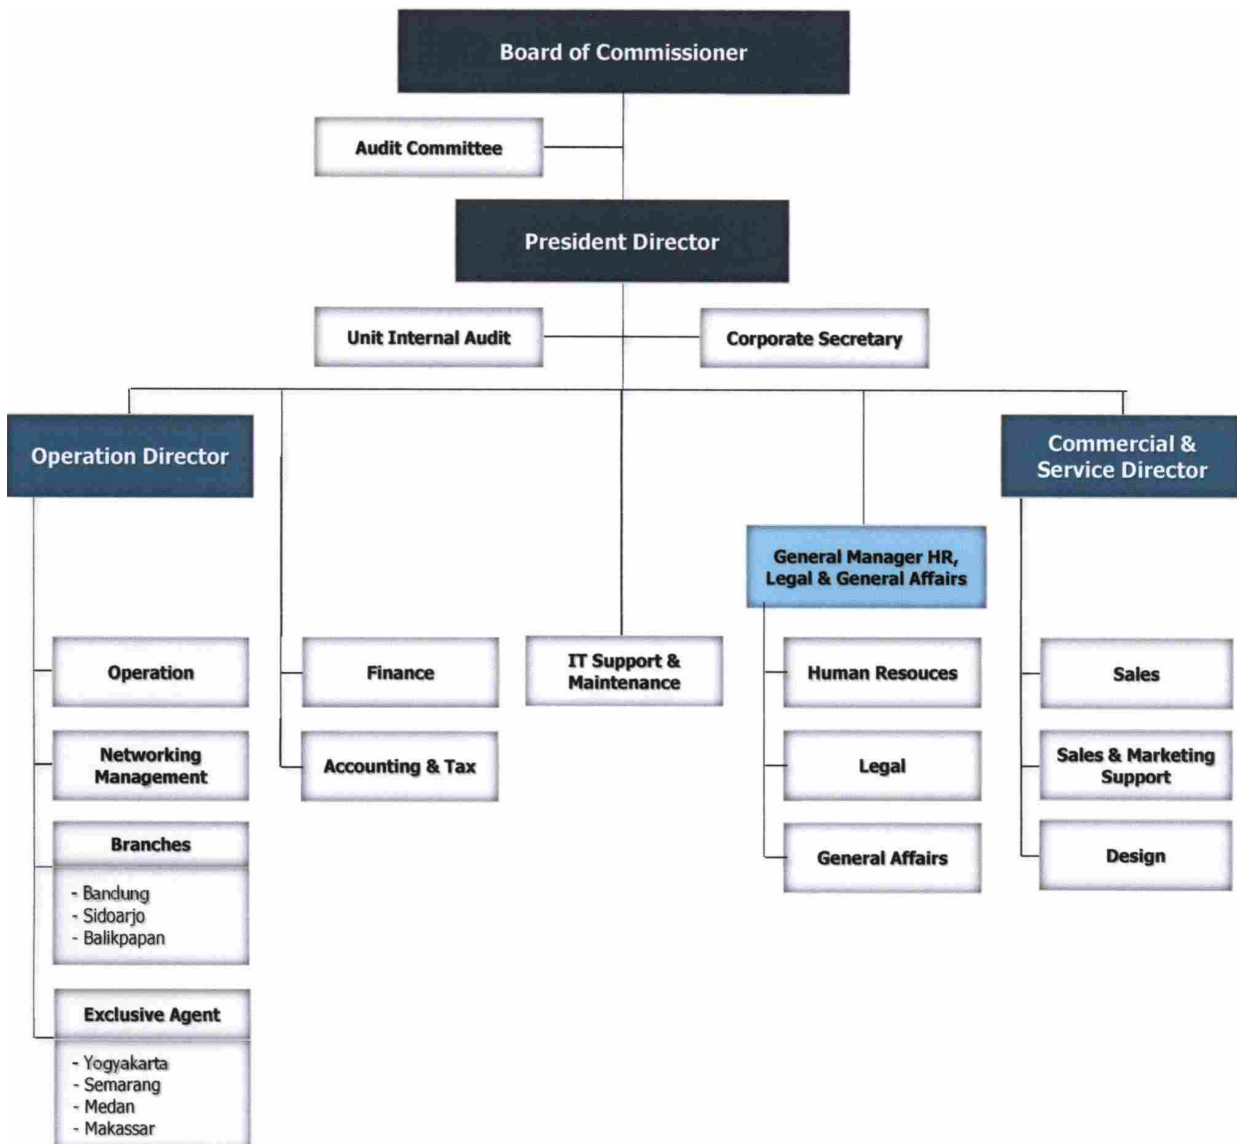 Board of Commissioner
Audit Committee
President Director
Unit Internal Audit
Corporate Secretary
Operation Director
Commercial &
Service Director
General Manager HR,
Legal & General Affairs
Operation
Finance
IT Support &
Maintenance
Human Resouces
Sales
Networking
Management
Accounting & Tax
Legal
Sales & Marketing
Support
Branches
- Bandung
- Sidoarjo
- Balikpapan
General Affairs
Design
Exclusive Agent
- Yogyakarta
- Semarang
- Medan
- Makassar